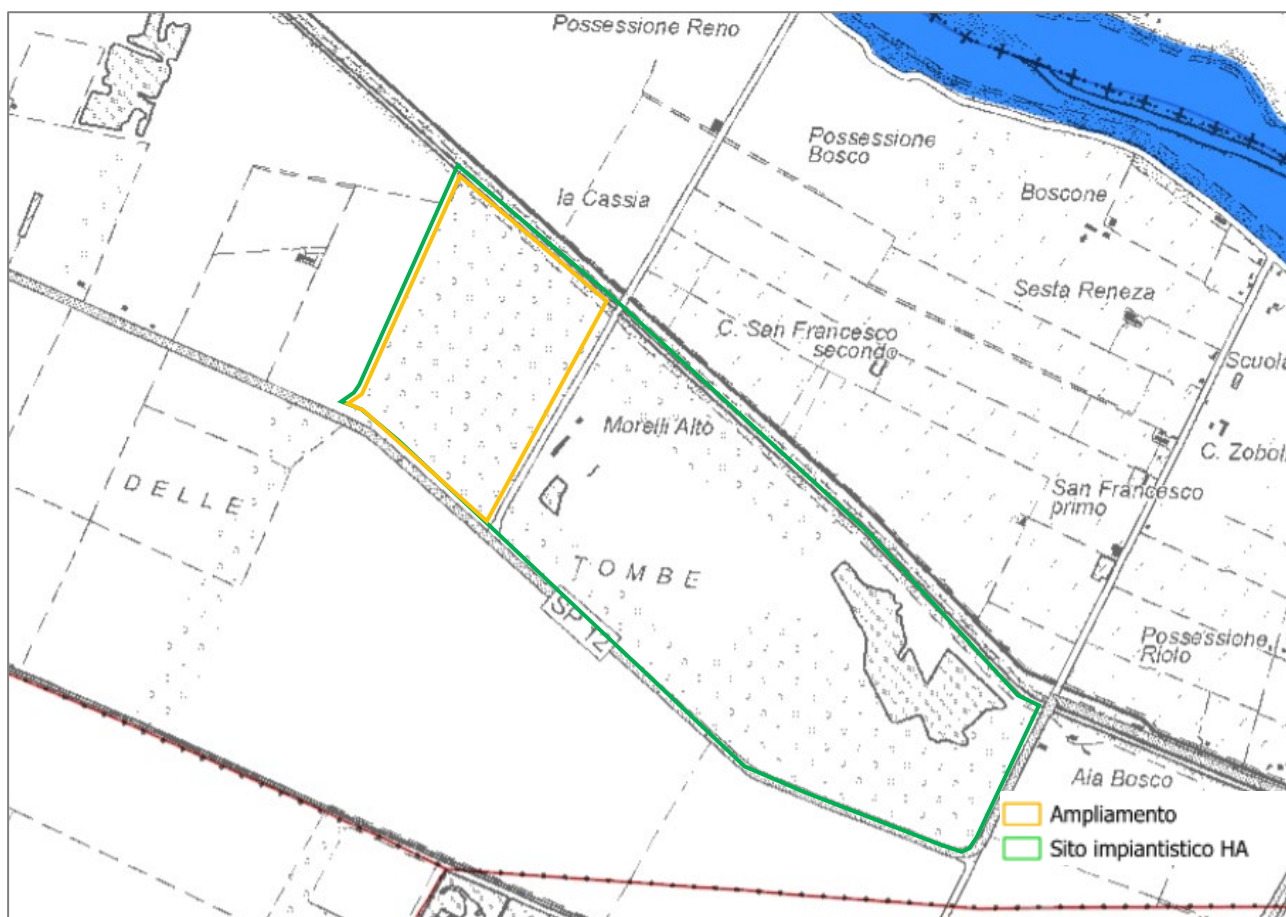 Possessione Reno
Possessione
Bosco
Boscone
la Cassia
Sesta Reneza
C. San Francesco
secondo
Scuola
Morelli Alto
C. Zoboli
DELLE
San Francesco
primo
TOMBE
SP 12
Possessione
Riolo
Aia Bosco
Ampliamento
Sito impiantistico HA